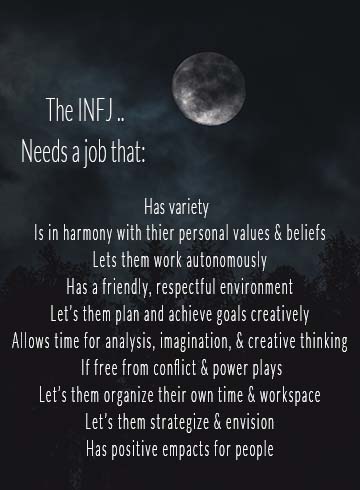 The INFJ ..
Needs a job that:
Has variety
Is in harmony with thier personal values & beliefs
Lets them work autonomously
Has a friendly, respectful environment
Let's them plan and achieve goals creatively
Allows time for analysis, imagination, & creative thinking
If free from conflict & power plays
Let's them organize their own time & workspace
Let's them strategize & envision
Has positive empacts for people